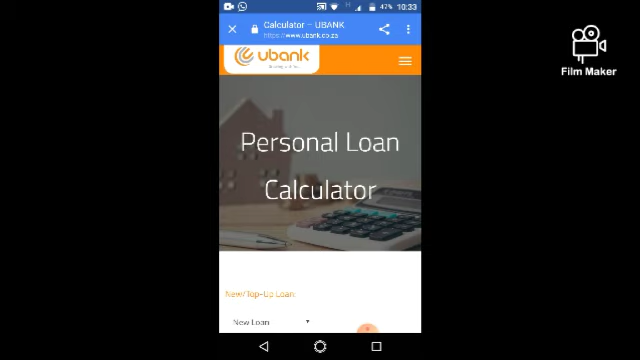 47% 10:33
Calculator – UBANK
https://www.ubank.co.za
ubank
Personal Loan
Calculator
New/Top-Up Loan:
New Loan
Film Maker